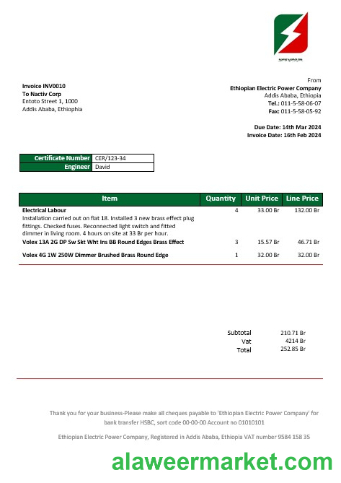 From
Invoice INV0010
Ethiopian Electric Power Company
To Nactiv Corp
Addis Ababa, Ethiopia
Entoto Street 1, 1000
Tel.: 011-5-58-06-07
Addis Ababa, Ethiophia
Fax: 011-5-58-05-92
Due Date: 14th Mar 2024
Invoice Date: 16th Feb 2024
Certificate Number CER/123-34
Engineer David
Item Quantity Unit Price Line Price
Electrical Labour 4 33.00 Br 132.00 Br
Installation carried out on flat 18. Installed 3 new brass effect plug
fittings. Checked fuses. Reconnected light switch and fitted
dimmer in living room. 4 hours on site at 33 Br per hour.
Volex 13A 2G DP Sw Skt Wht Ins BB Round Edges Brass Effect 3 15.57 Br 46.71 Br
Volex 4G 1W 250W Dimmer Brushed Brass Round Edge 1 32.00 Br 32.00 Br
Subtotal 210.71 Br
Vat 4214 Br
Total 252.85 Br
Thank you for your business-Please make all cheques payable to 'Ethiopian Electric Power Company' for
bank transfer HSBC, sort code 00-00-00 Account no 01010101
Ethiopian Electric Power Company, Registered in Addis Ababa, Ethiopia VAT number 9584 158 35
alaweermarket.com